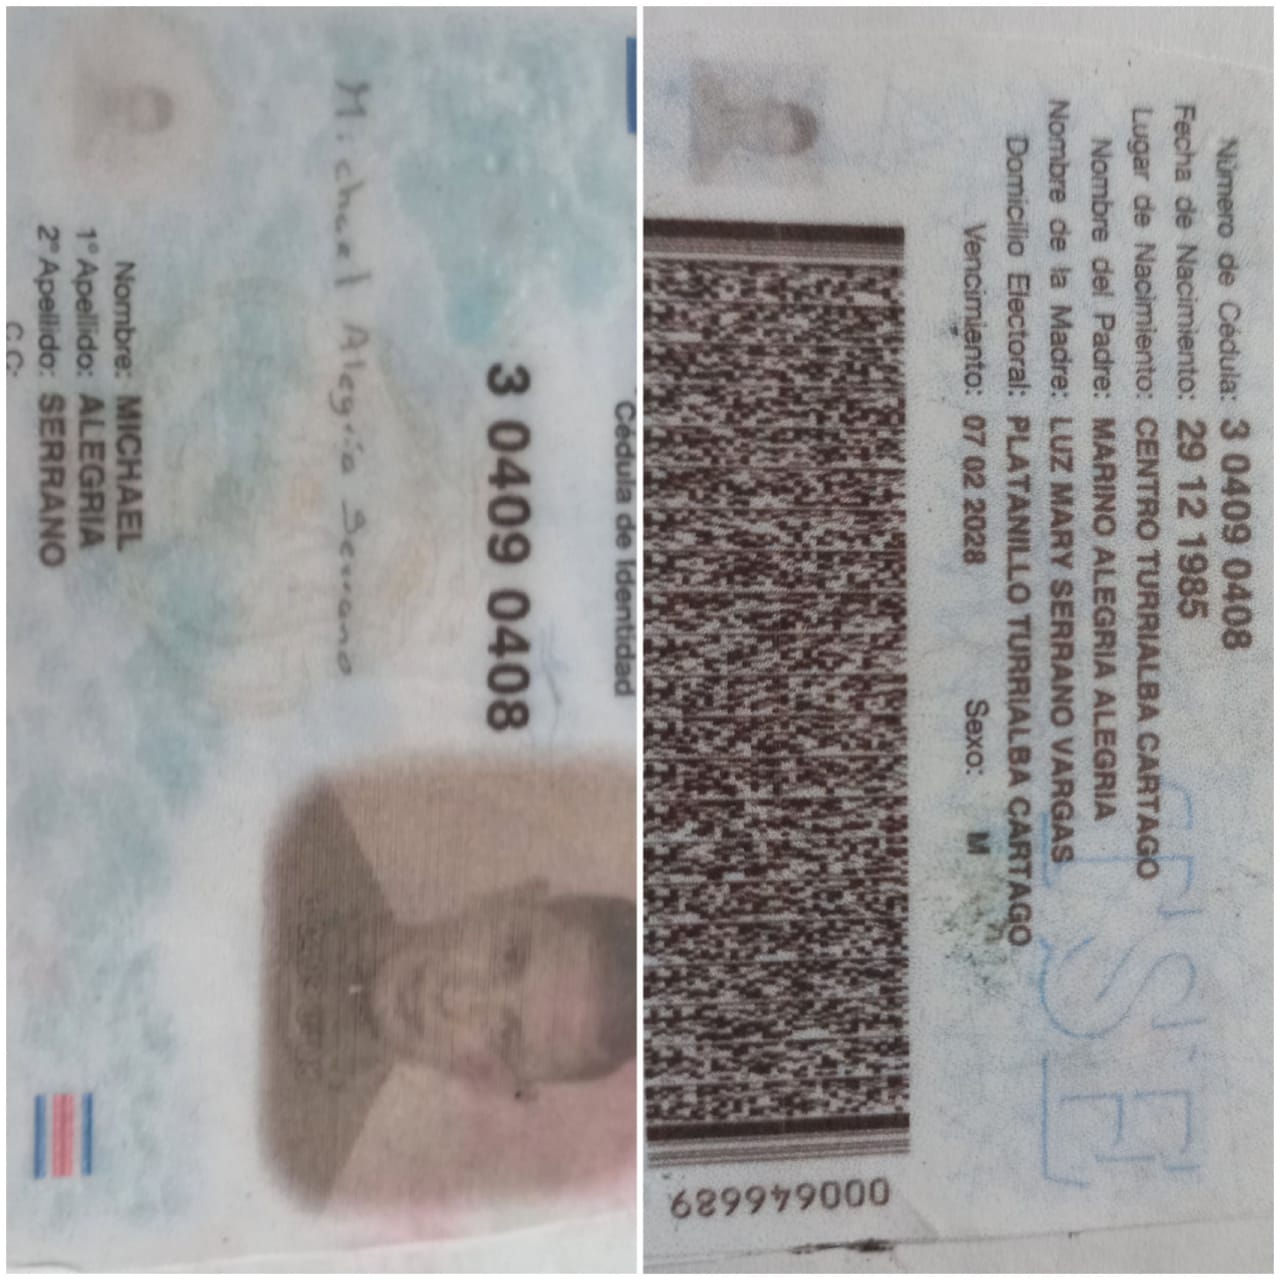 Cédula de Identidad
3 0409 0408
Michael Alegría Serrano
Nombre: MICHAEL
1° Apellido: ALEGRIA
2° Apellido: SERRANO
C.C:
Número de Cédula: 3 0409 0408
Fecha de Nacimiento: 29 12 1985
Lugar de Nacimiento: CENTRO TURRIALBA CARTAGO
Nombre del Padre: MARINO ALEGRIA ALEGRIA
Nombre de la Madre: LUZ MARY SERRANO VARGAS
Domicilio Electoral: PLATANILLO TURRIALBA CARTAGO
Vencimiento: 07 02 2028 Sexo: M
TSE
000646689